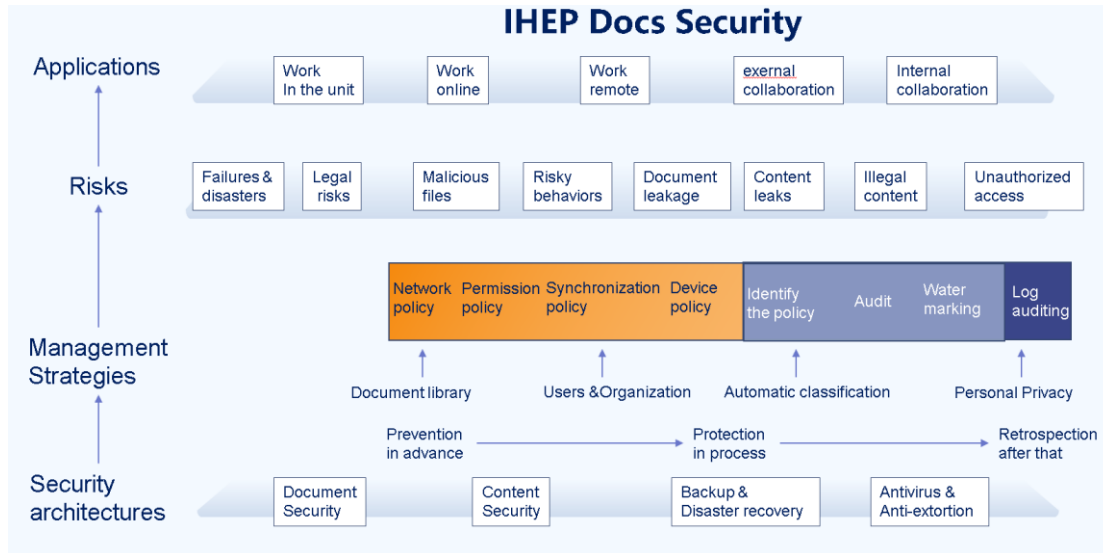 IHEP Docs Security
Applications
Work
In the unit
Work
online
Work
remote
exernal
collaboration
Internal
collaboration
Risks
Failures &
disasters
Legal
risks
Malicious
files
Risky
behaviors
Document
leakage
Content
leaks
Illegal
content
Unauthorized
access
Management
Strategies
Network
policy
Permission
policy
Synchronization
policy
Device
policy
Identify
the policy
Audit
Water
marking
Log
auditing
Document library
Users &Organization
Automatic classification
Personal Privacy
Prevention
in advance
Protection
in process
Retrospection
after that
Security
architectures
Document
Security
Content
Security
Backup &
Disaster recovery
Antivirus &
Anti-extortion